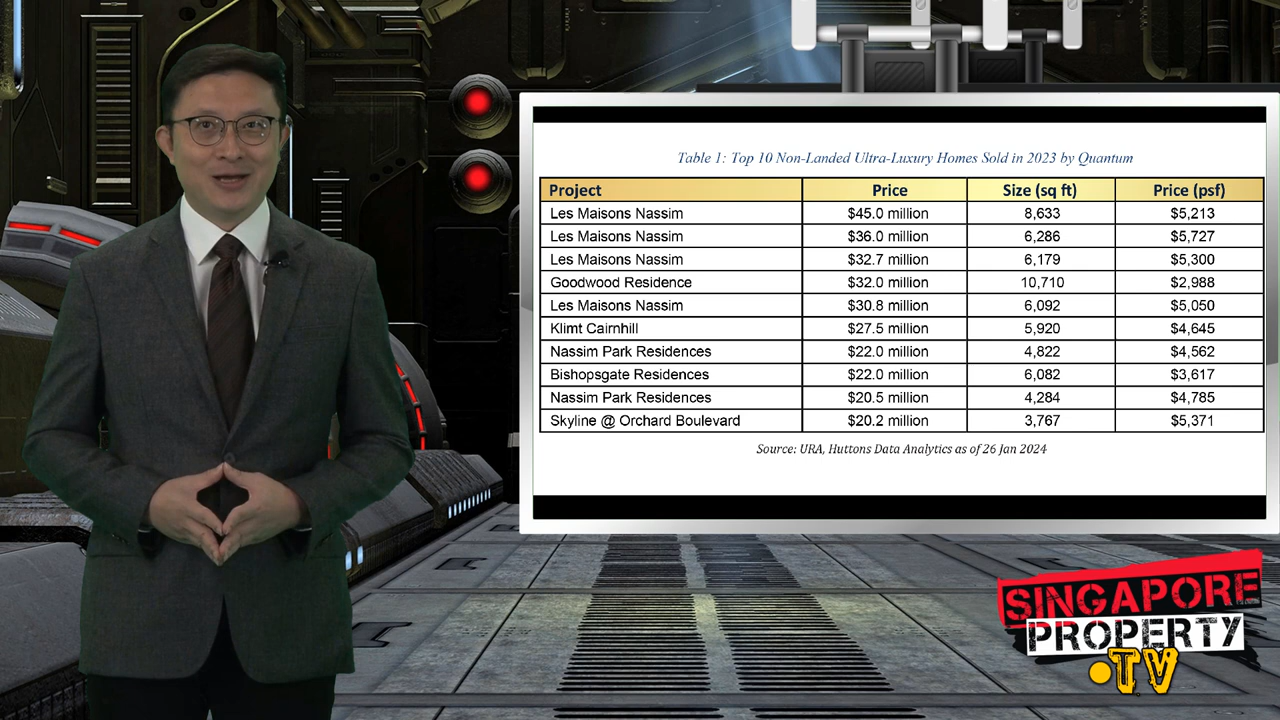 Table 1: Top 10 Non-Landed Ultra-Luxury Homes Sold in 2023 by Quantum
Project Price Size (sq ft) Price (psf)
Les Maisons Nassim $45.0 million 8,633 $5,213
Les Maisons Nassim $36.0 million 6,286 $5,727
Les Maisons Nassim $32.7 million 6,179 $5,300
Goodwood Residence $32.0 million 10,710 $2,988
Les Maisons Nassim $30.8 million 6,092 $5,050
Klimt Cairnhill $27.5 million 5,920 $4,645
Nassim Park Residences $22.0 million 4,822 $4,562
Bishopsgate Residences $22.0 million 6,082 $3,617
Nassim Park Residences $20.5 million 4,284 $4,785
Skyline @ Orchard Boulevard $20.2 million 3,767 $5,371
Source: URA, Huttons Data Analytics as of 26 Jan 2024
SINGAPORE
PROPERTY
TV